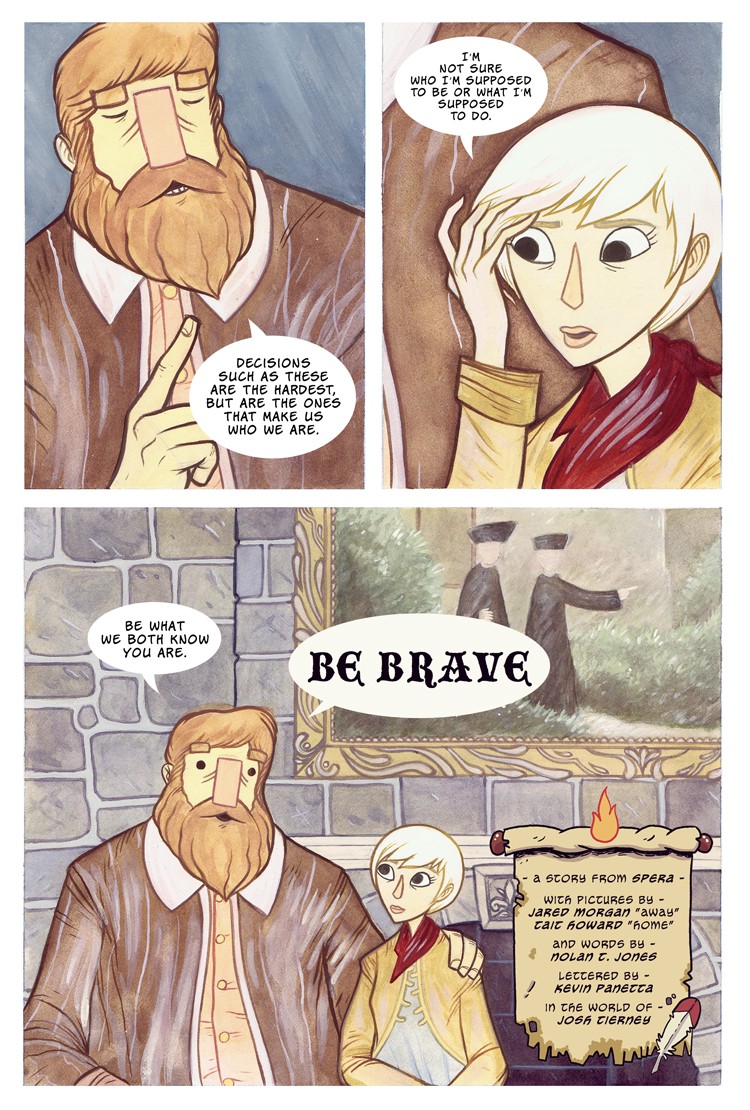 DECISIONS
SUCH AS THESE
ARE THE HARDEST,
BUT ARE THE ONES
THAT MAKE US
WHO WE ARE.
I'M
NOT SURE
WHO I'M SUPPOSED
TO BE OR WHAT I'M
SUPPOSED
TO DO.
BE WHAT
WE BOTH KNOW
YOU ARE.
BE BRAVE
- A STORY FROM SPERA -
WITH PICTURES BY -
JARED MORGAN "AWAY"
TAIT HOWARD "HOME"
AND WORDS BY -
NOLAN T. JONES
LETTERED BY -
KEVIN PANETTA
IN THE WORLD OF -
JOSH TIERNEY